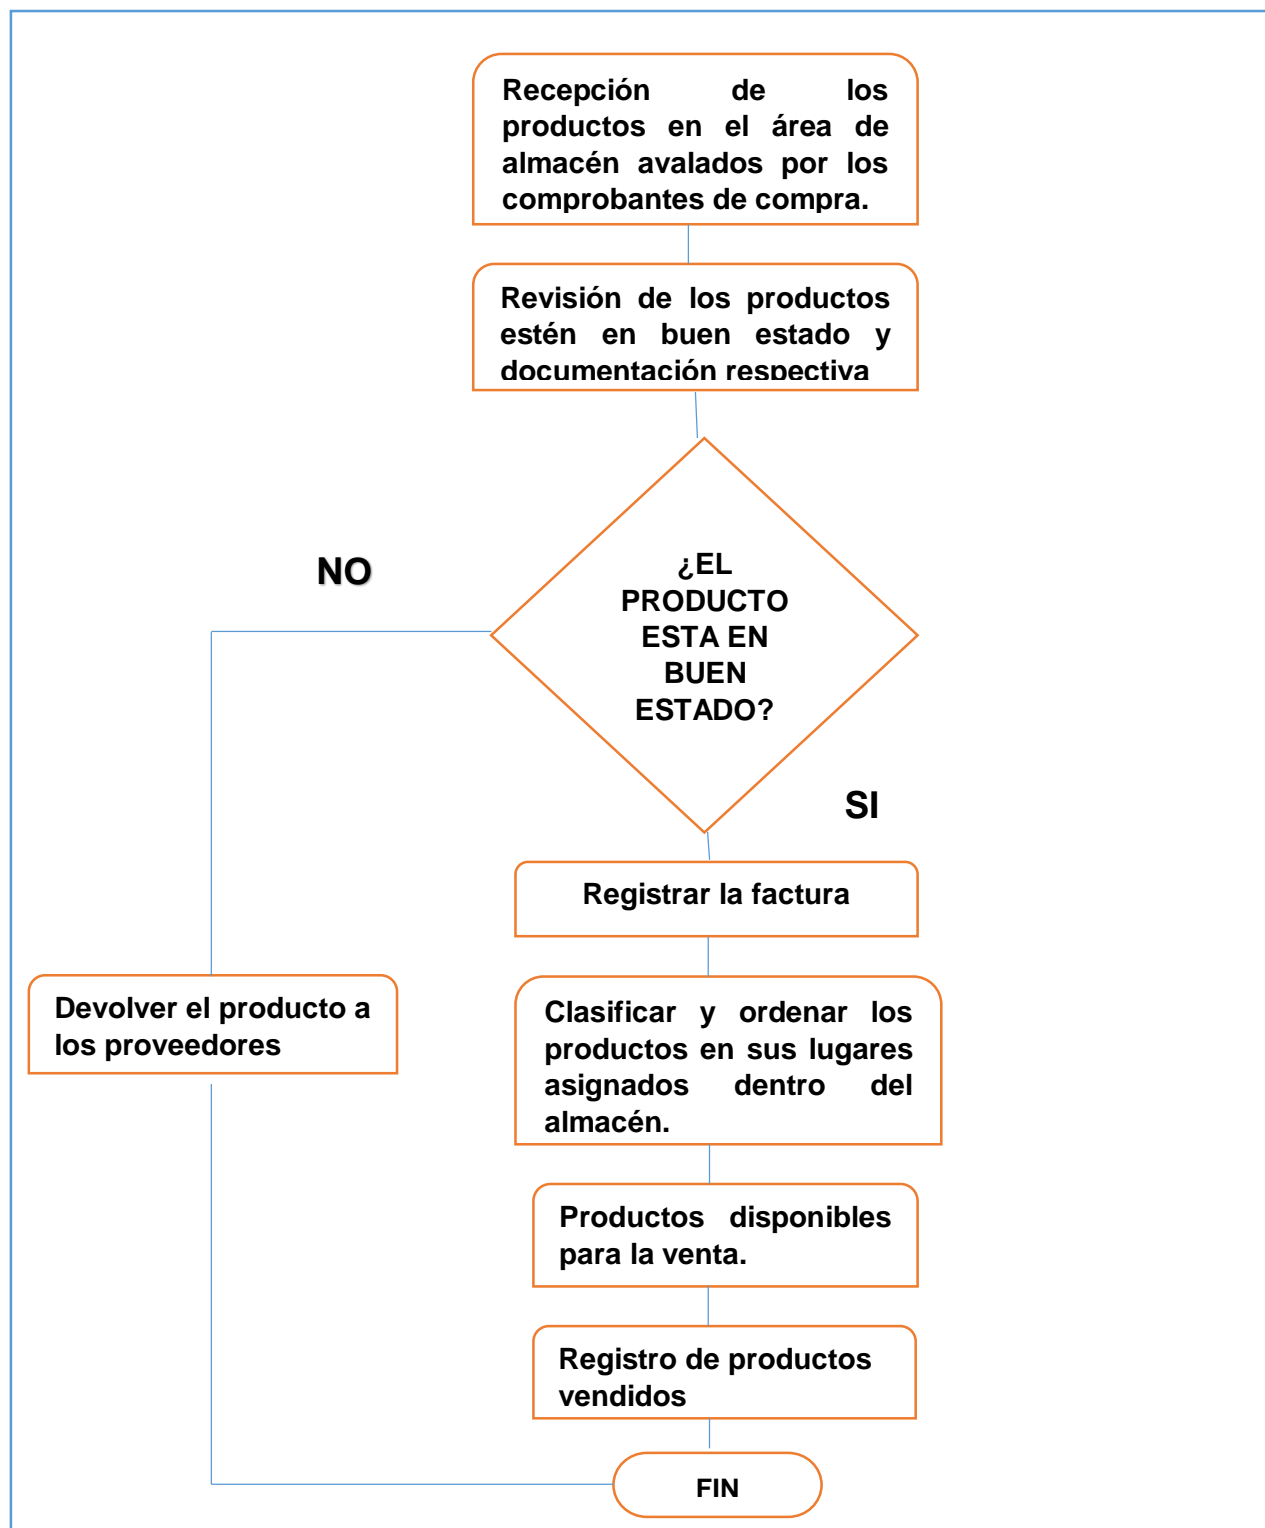 Recepción de los
productos en el área de
almacén avalados por los
comprobantes de compra.
Revisión de los productos
estén en buen estado y
documentación respectiva
¿EL
PRODUCTO
ESTA EN
BUEN
ESTADO?
NO
SI
Registrar la factura
Devolver el producto a
los proveedores
Clasificar y ordenar los
productos en sus lugares
asignados dentro del
almacén.
Productos disponibles
para la venta.
Registro de productos
vendidos
FIN